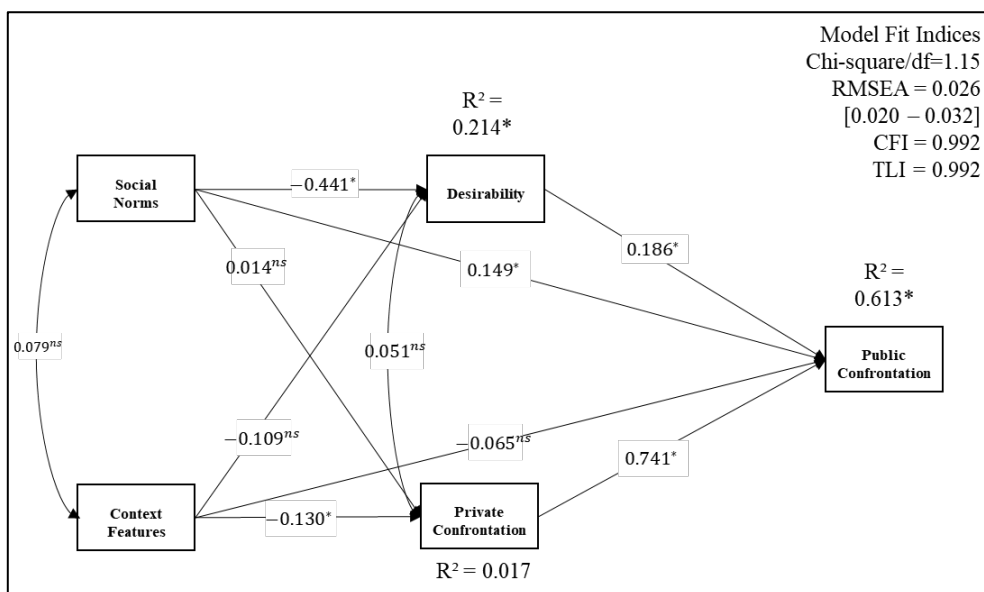 Model Fit Indices
Chi-square/df=1.15
RMSEA = 0.026
[0.020 – 0.032]
CFI = 0.992
TLI = 0.992
R² =
0.214*
Social
Norms
−0.441*
Desirability
0.014ⁿˢ
0.149*
0.186*
R² =
0.613*
0.079ⁿˢ
0.051ⁿˢ
Public
Confrontation
−0.109ⁿˢ
−0.065ⁿˢ
0.741*
Context
Features
−0.130*
Private
Confrontation
R² = 0.017